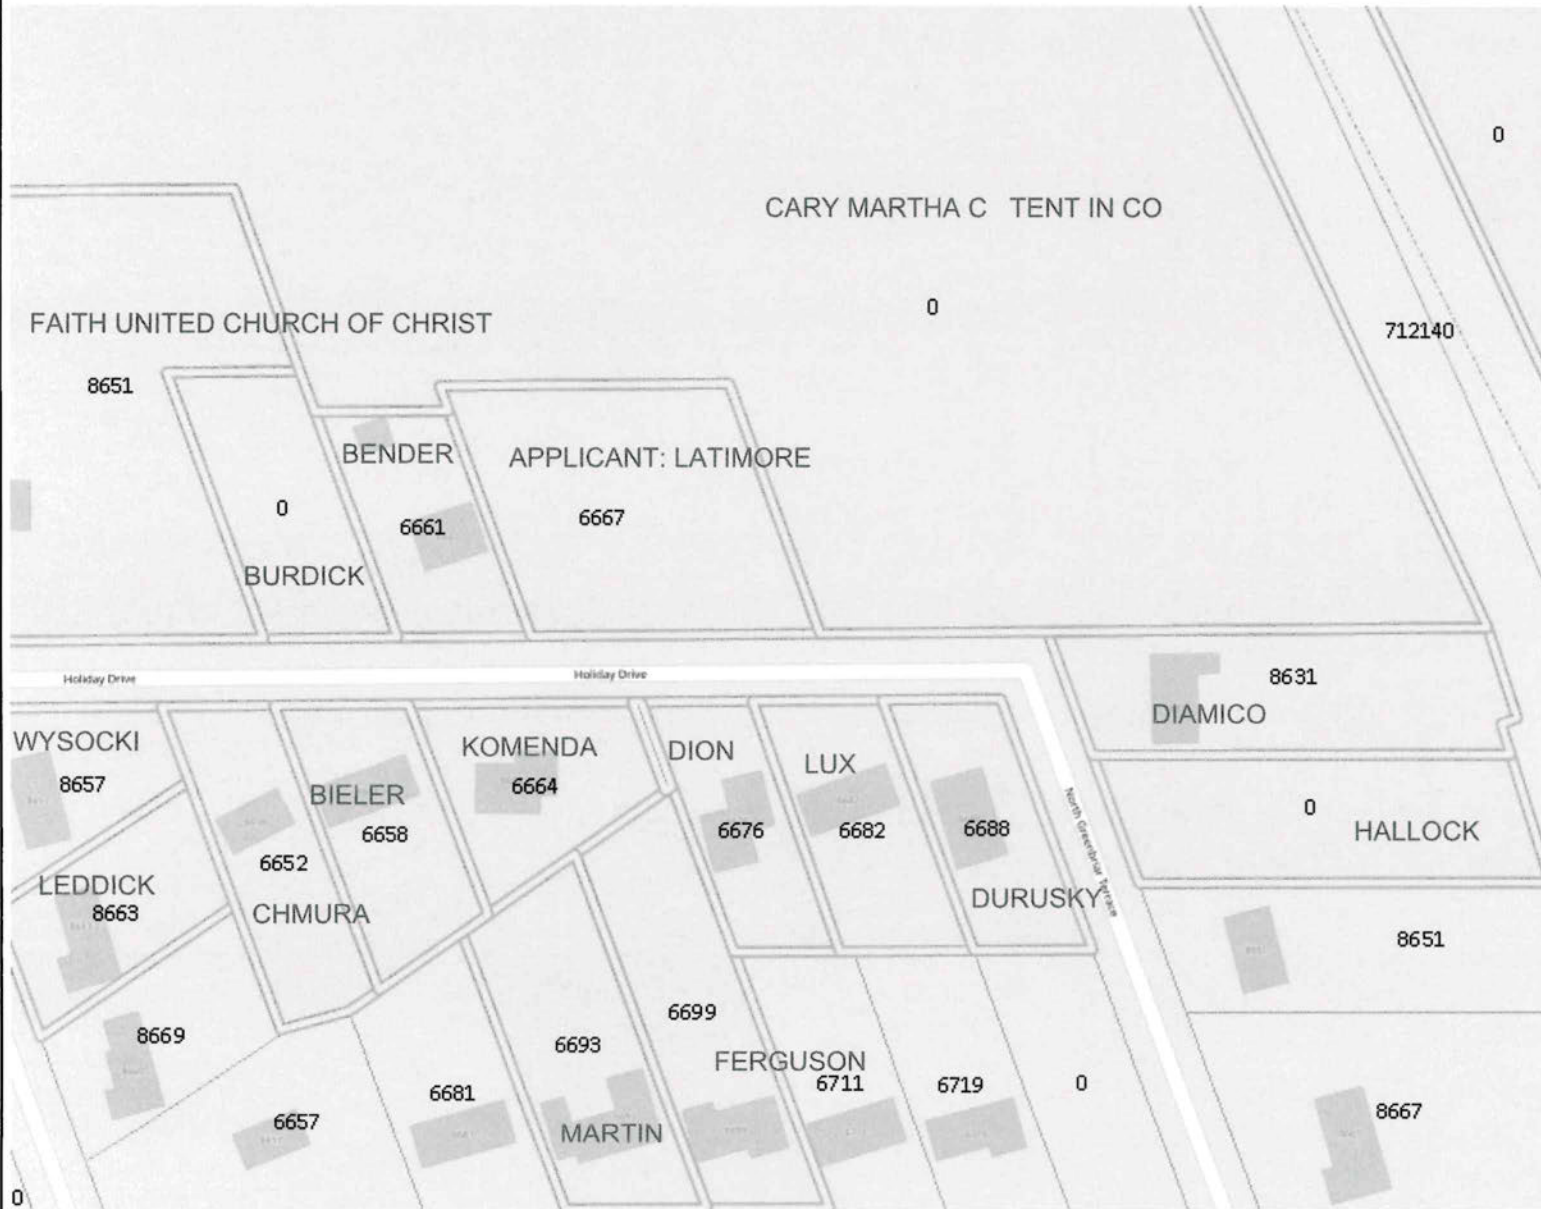 0
CARY MARTHA C TENT IN CO
0
712140
FAITH UNITED CHURCH OF CHRIST
8651
BENDER
APPLICANT: LATIMORE
0
6661
6667
BURDICK
Holiday Drive
Holiday Drive
8631
DIAMICO
WYSOCKI
8657
KOMENDA
6664
DION
LUX
BIELER
6658
6676
6682
6688
North Greenbriar Terrace
0
HALLOCK
6652
LEDDICK
8663
CHMURA
DURUSKY
8651
8669
6699
6693
FERGUSON
6711
6719
0
6681
6657
MARTIN
8667
0